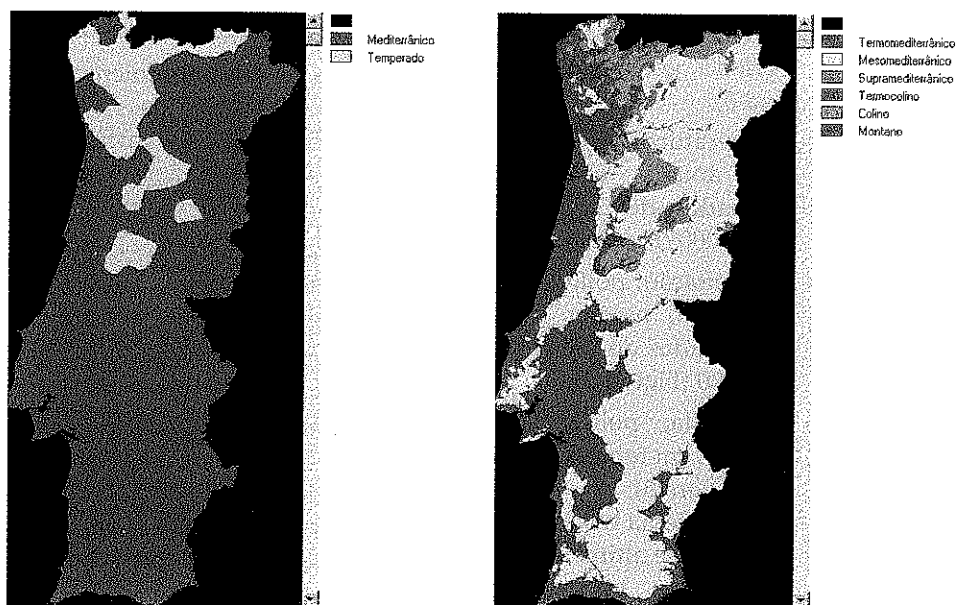 Mediterrânico
Temperado
Termomediterrânico
Mesomediterrânico
Supramediterrânico
Termocolino
Colino
Montano